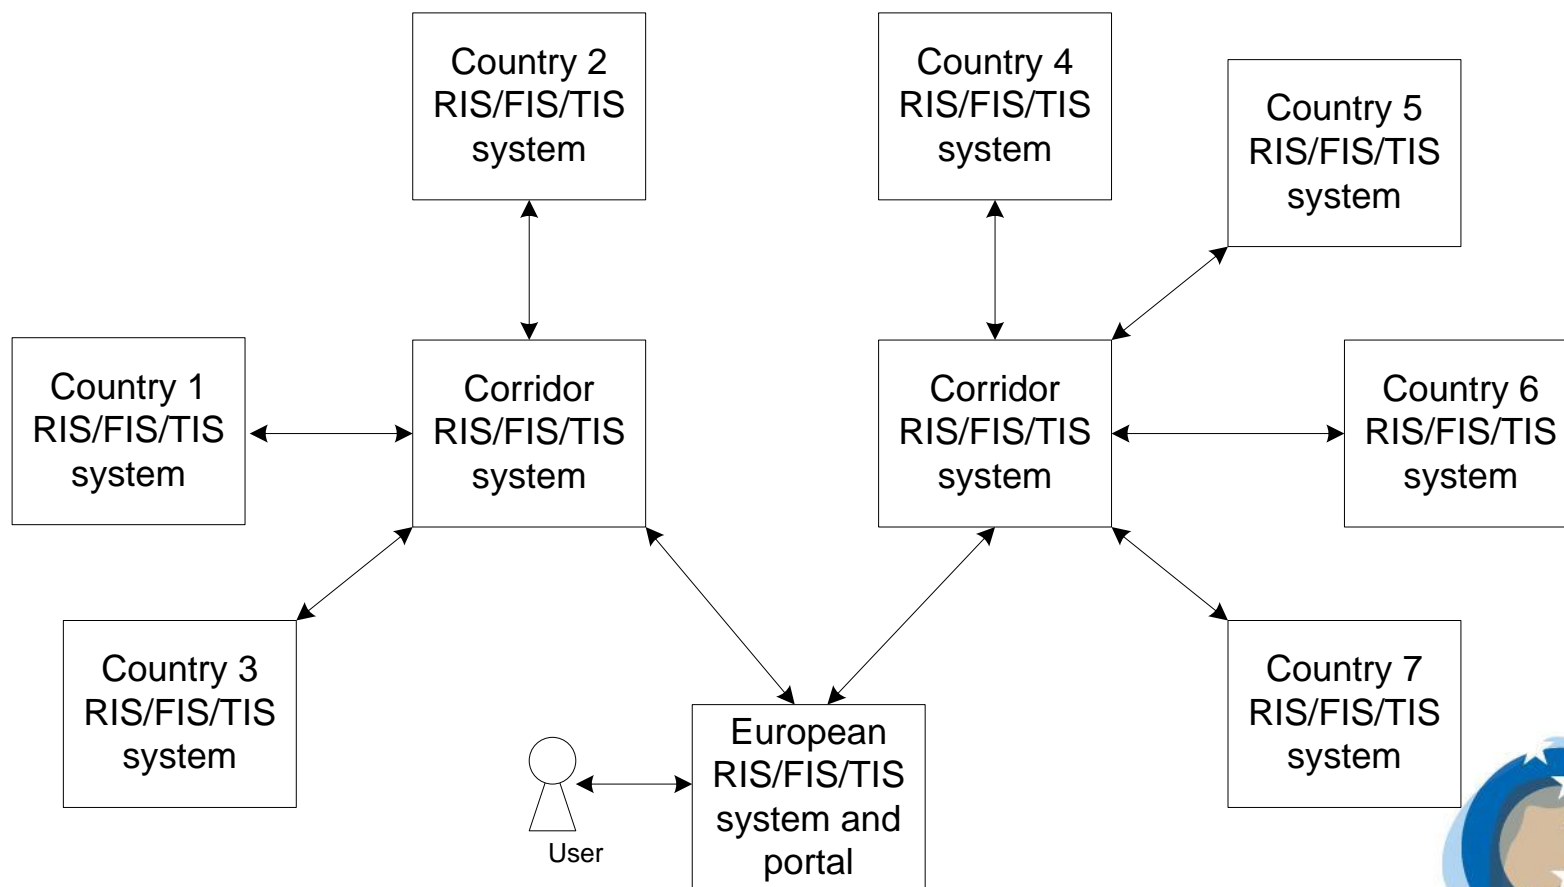 Country 2
RIS/FIS/TIS
system
Country 4
RIS/FIS/TIS
system
Country 5
RIS/FIS/TIS
system
Country 1
RIS/FIS/TIS
system
Corridor
RIS/FIS/TIS
system
Corridor
RIS/FIS/TIS
system
Country 6
RIS/FIS/TIS
system
Country 3
RIS/FIS/TIS
system
European
RIS/FIS/TIS
system and
portal
Country 7
RIS/FIS/TIS
system
User